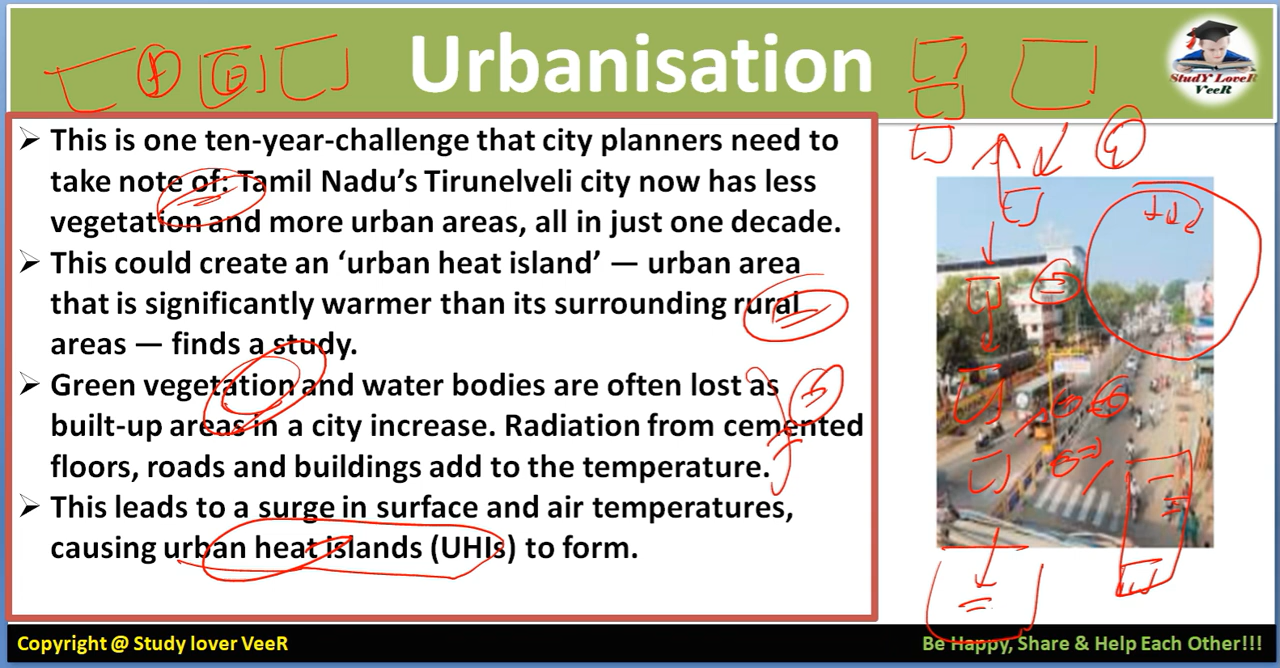 Urbanisation
StudY LoveR
VeeR
➢ This is one ten-year-challenge that city planners need to
take note of: Tamil Nadu’s Tirunelveli city now has less
vegetation and more urban areas, all in just one decade.
➢ This could create an ‘urban heat island’ — urban area
that is significantly warmer than its surrounding rural
areas — finds a study.
➢ Green vegetation and water bodies are often lost as
built-up areas in a city increase. Radiation from cemented
floors, roads and buildings add to the temperature.
➢ This leads to a surge in surface and air temperatures,
causing urban heat islands (UHIs) to form.
Copyright @ Study lover VeeR
Be Happy, Share & Help Each Other!!!